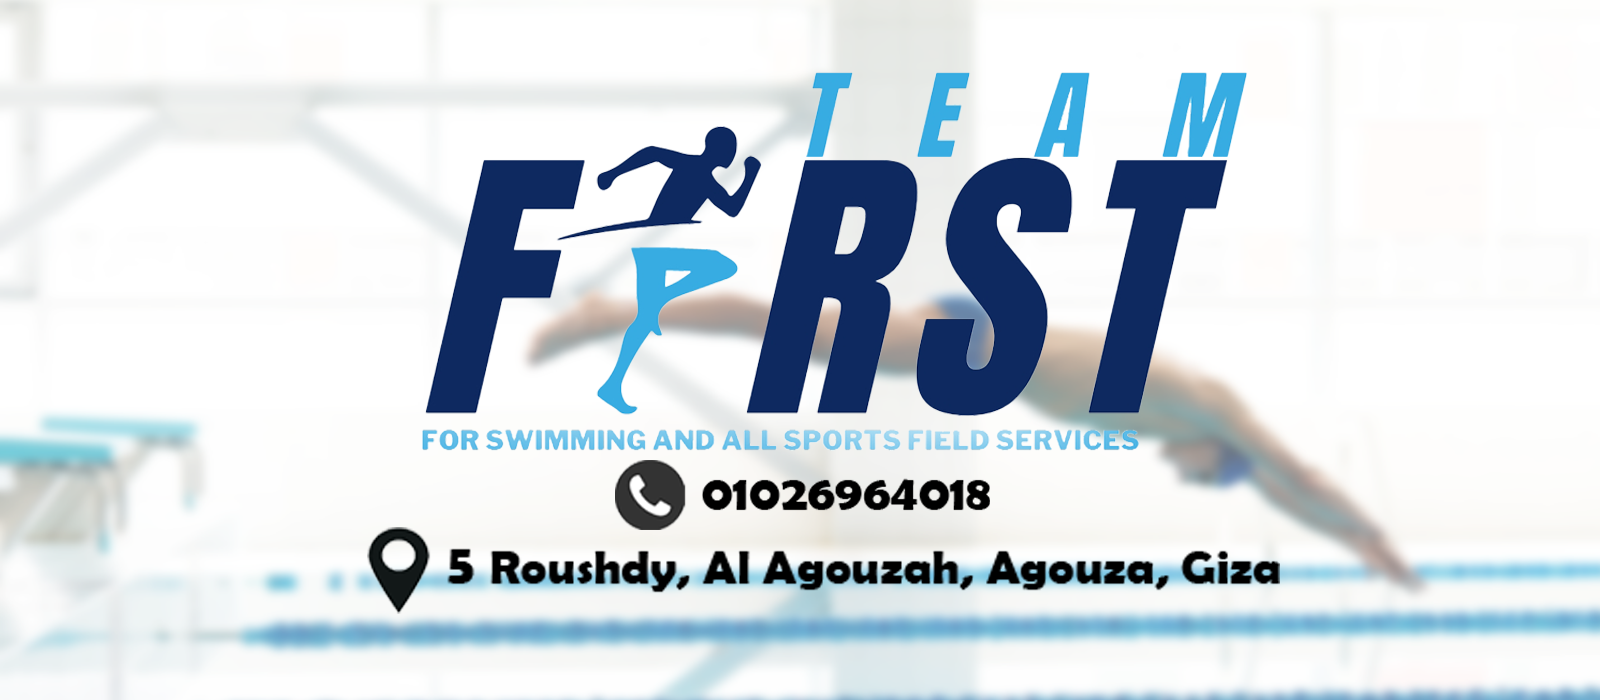 TEAM
FIRST
FOR SWIMMING AND ALL SPORTS FIELD SERVICES
01026964018
5 Roushdy, Al Agouzah, Agouza, Giza